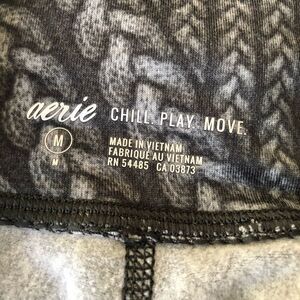 aerie CHILL. PLAY. MOVE.
M
M
MADE IN VIETNAM
FABRIQUÉ AU VIETNAM
RN 54485 CA 03873